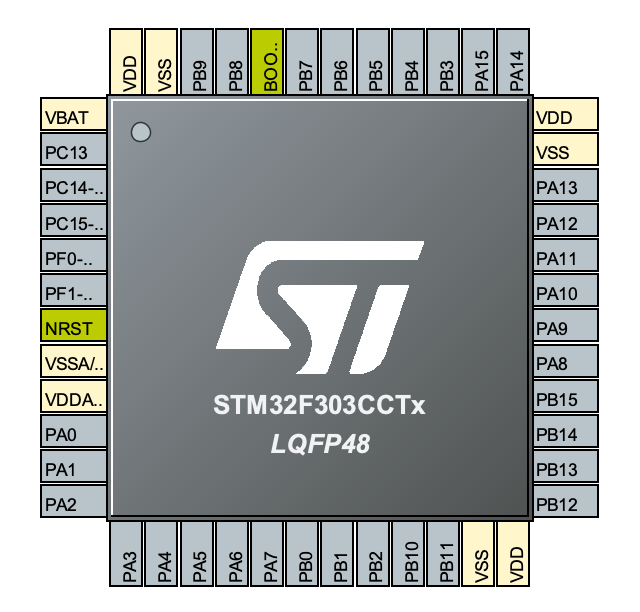 VDD
VSS
PB9
PB8
BOO..
PB7
PB6
PB5
PB4
PB3
PA15
PA14
VBAT
PC13
PC14-..
PC15-..
PF0-..
PF1-..
NRST
VSSA/..
VDDA..
PA0
PA1
PA2
VDD
VSS
PA13
PA12
PA11
PA10
PA9
PA8
PB15
PB14
PB13
PB12
ST
STM32F303CCTx
LQFP48
PA3
PA4
PA5
PA6
PA7
PB0
PB1
PB2
PB10
PB11
VSS
VDD